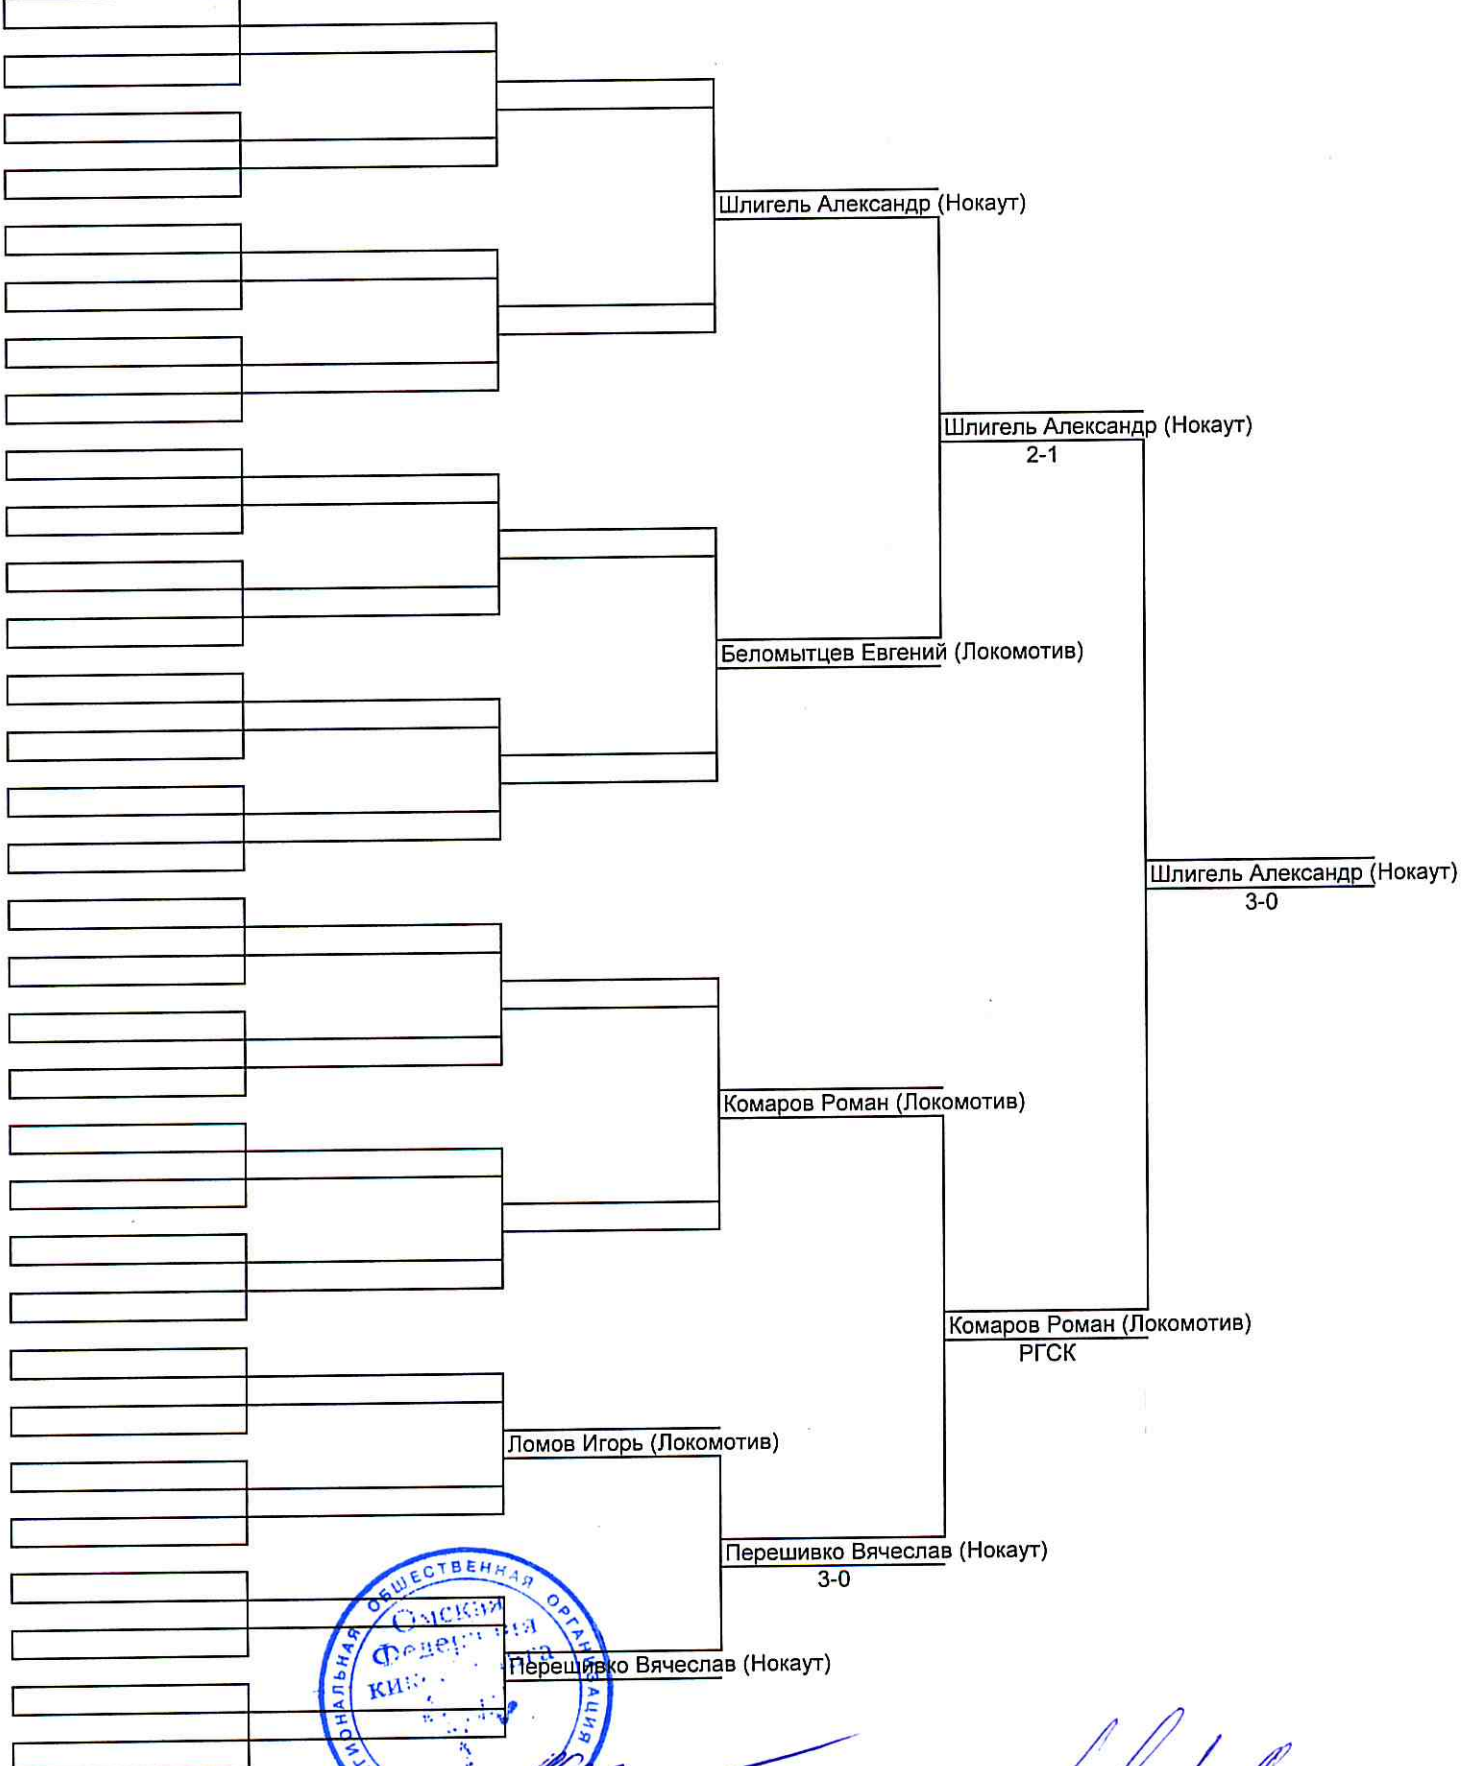 Шлигель Александр (Нокаут)
Шлигель Александр (Нокаут)
2-1
Беломытцев Евгений (Локомотив)
Шлигель Александр (Нокаут)
3-0
Комаров Роман (Локомотив)
Комаров Роман (Локомотив)
РГСК
Ломов Игорь (Локомотив)
Перешивко Вячеслав (Нокаут)
3-0
Перешивко Вячеслав (Нокаут)
ОБЩЕСТВЕННАЯ ОРГАНИЗАЦИЯ
Омская